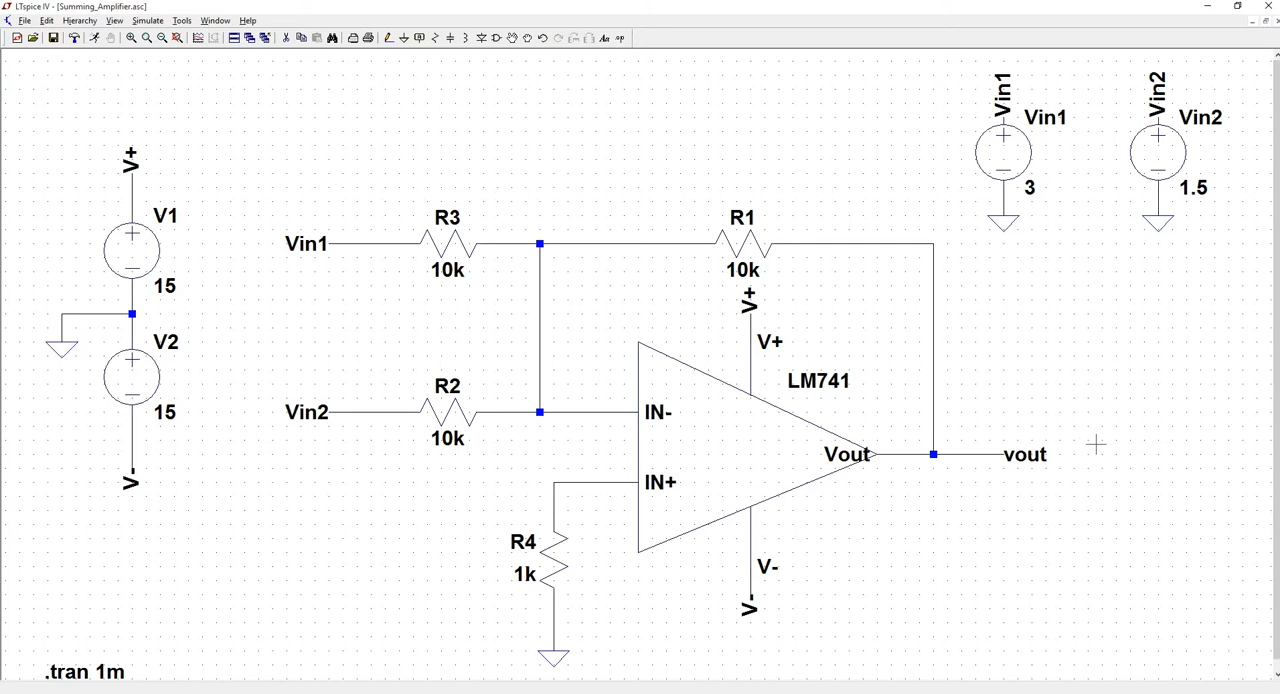 LTspice IV - [Summing_Amplifier.asc]
File Edit Hierarchy View Simulate Tools Window Help
Aa .op
Vin1
Vin2
Vin1
Vin2
3
1.5
V+
V1
15
V2
15
V-
R3
R1
Vin1
10k
10k
V+
V+
LM741
R2
Vin2
IN-
10k
Vout
vout
IN+
R4
1k
V-
V-
.tran 1m